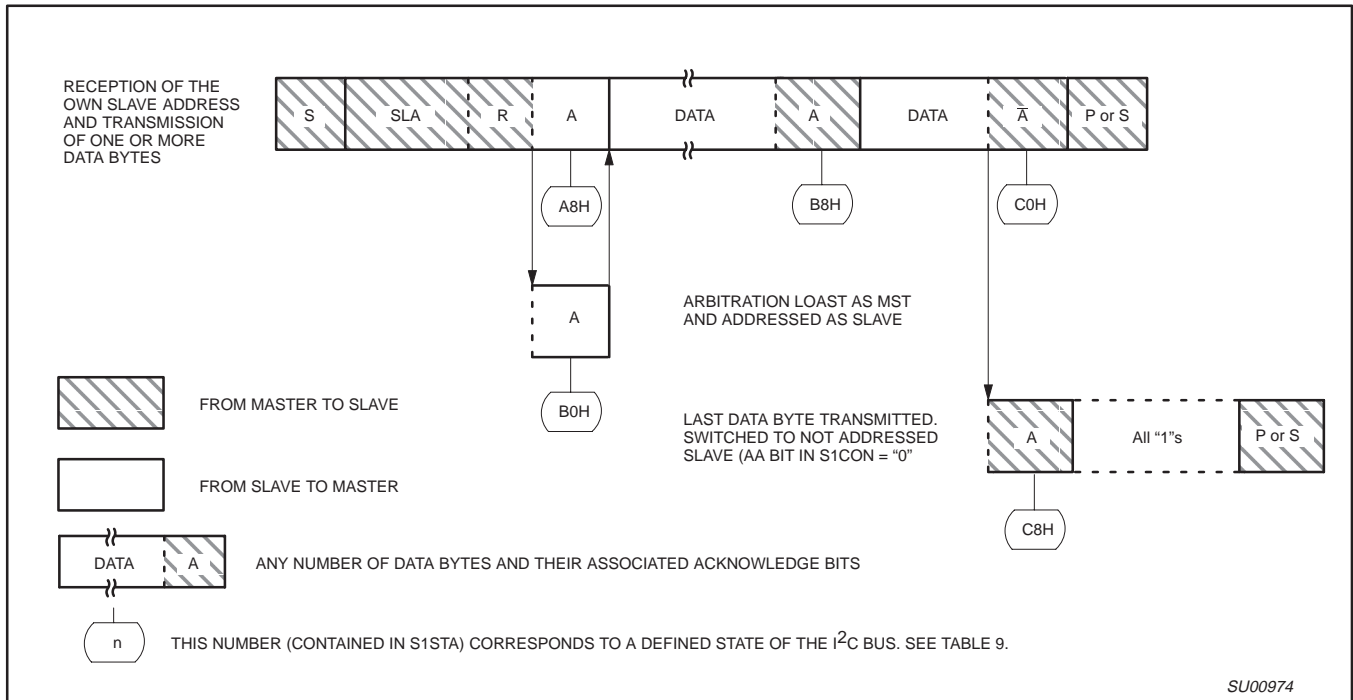 RECEPTION OF THE
OWN SLAVE ADDRESS
AND TRANSMISSION
OF ONE OR MORE
DATA BYTES
S SLA R A DATA A DATA A̅ P or S
A8H B8H C0H
A
B0H
ARBITRATION LOAST AS MST
AND ADDRESSED AS SLAVE
LAST DATA BYTE TRANSMITTED.
SWITCHED TO NOT ADDRESSED
SLAVE (AA BIT IN S1CON = “0”
A All “1”s P or S
C8H
FROM MASTER TO SLAVE
FROM SLAVE TO MASTER
DATA A ANY NUMBER OF DATA BYTES AND THEIR ASSOCIATED ACKNOWLEDGE BITS
n THIS NUMBER (CONTAINED IN S1STA) CORRESPONDS TO A DEFINED STATE OF THE I²C BUS. SEE TABLE 9.
SU00974